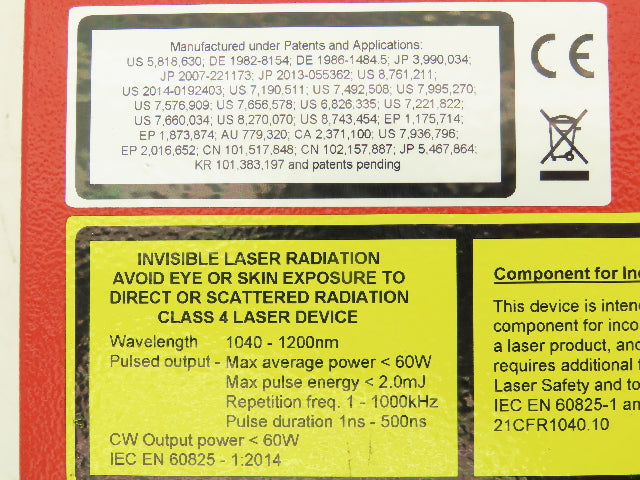 Manufactured under Patents and Applications:
US 5,818,630; DE 1982-8154; DE 1986-1484.5; JP 3,990,034;
JP 2007-221173; JP 2013-055362; US 8,761,211;
US 2014-0192403; US 7,190,511; US 7,492,508; US 7,995,270;
US 7,576,909; US 7,656,578; US 6,826,335; US 7,221,822;
US 7,660,034; US 8,270,070; US 8,743,454; EP 1,175,714;
EP 1,873,874; AU 779,320; CA 2,371,100; US 7,936,796;
EP 2,016,652; CN 101,517,848; CN 102,157,887; JP 5,467,864;
KR 101,383,197 and patents pending
CE
INVISIBLE LASER RADIATION
AVOID EYE OR SKIN EXPOSURE TO
DIRECT OR SCATTERED RADIATION
CLASS 4 LASER DEVICE
Wavelength 1040 - 1200nm
Pulsed output - Max average power < 60W
Max pulse energy < 2.0mJ
Repetition freq. 1 - 1000kHz
Pulse duration 1ns - 500ns
CW Output power < 60W
IEC EN 60825 - 1:2014
Component for
This device is
component for
a laser product,
requires additional
Laser Safety and
IEC EN 60825-1
21CFR1040.10